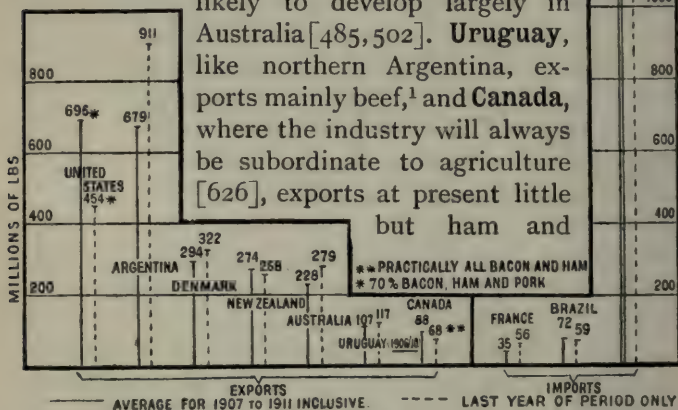 likely to develop largely in
Australia [485, 502]. Uruguay,
like northern Argentina, ex-
ports mainly beef,¹ and Canada,
where the industry will always
be subordinate to agriculture
[626], exports at present little
but ham and
MILLIONS OF LBS
800
600
400
200
911
696*
679
UNITED
STATES
454*
ARGENTINA
294
322
DENMARK
274
258
NEW ZEALAND
228
279
AUSTRALIA 107 117
URUGUAY
CANADA
88
68**
** PRACTICALLY ALL BACON AND HAM
* 70% BACON, HAM AND PORK
FRANCE
35
56
BRAZIL
72
59
800
600
400
200
EXPORTS
IMPORTS
AVERAGE FOR 1907 TO 1911 INCLUSIVE.
LAST YEAR OF PERIOD ONLY